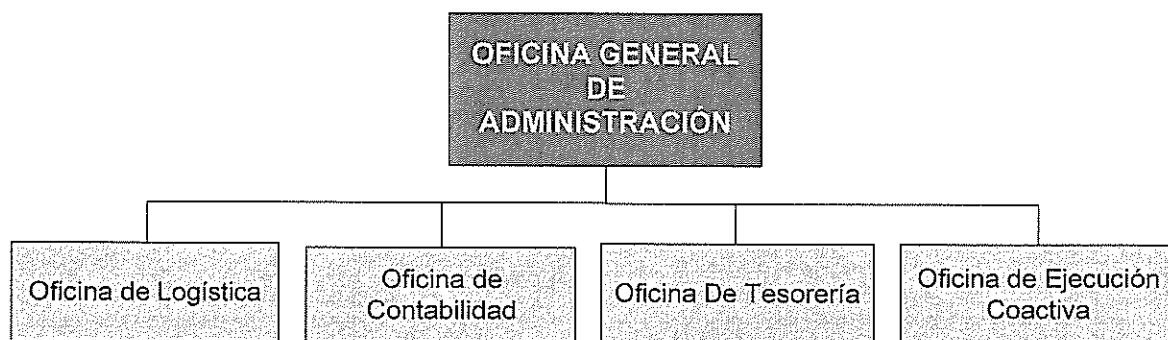 OFICINA GENERAL
DE
ADMINISTRACIÓN
Oficina de Logística
Oficina de
Contabilidad
Oficina De Tesorería
Oficina de Ejecución
Coactiva